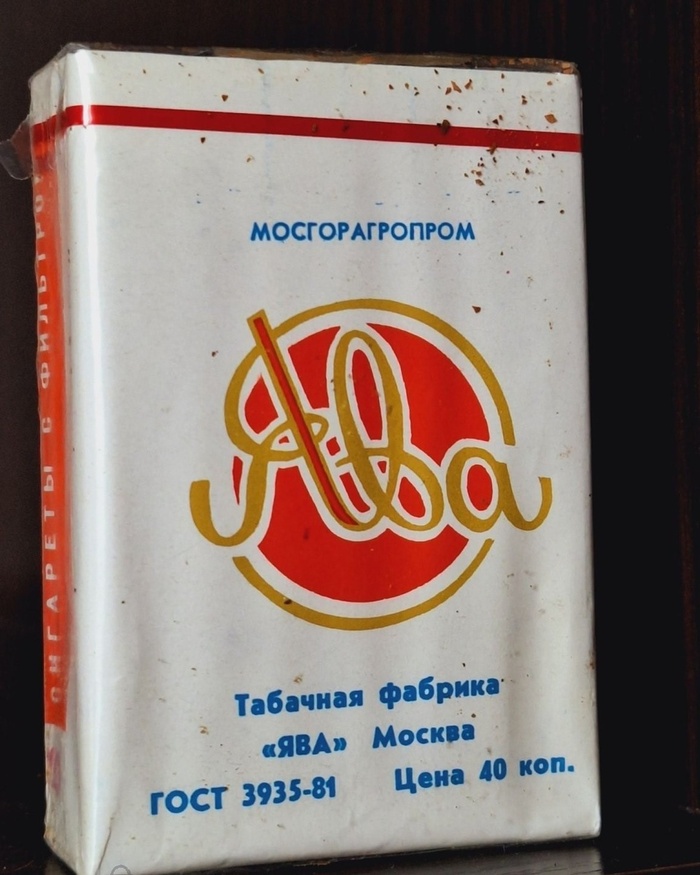 МОСГОРАГРОПРОМ
Ява
Табачная фабрика
«ЯВА» Москва
ГОСТ 3935-81 Цена 40 коп.
СИГАРЕТЫ С ФИЛЬТРОМ